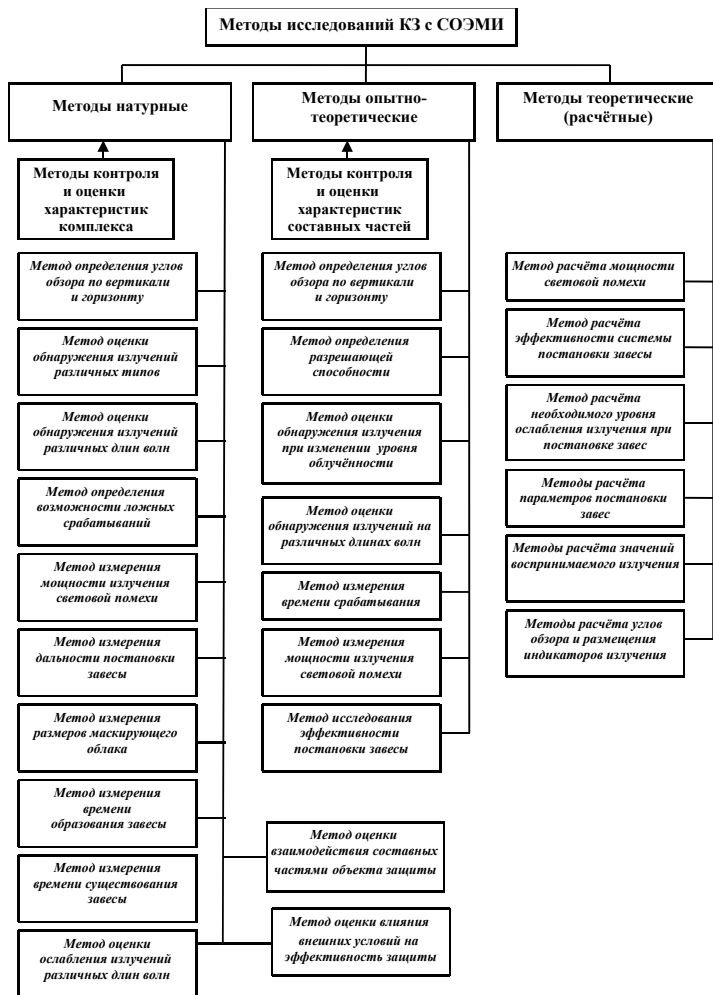 Методы исследований КЗ с СОЭМИ
Методы натурные
Методы контроля
и оценки
характеристик
комплекса
Метод определения углов
обзора по вертикали
и горизонту
Метод оценки
обнаружения излучений
различных типов
Метод оценки
обнаружения излучений
различных длин волн
Метод определения
возможности ложных
срабатываний
Метод измерения
мощности излучения
световой помехи
Метод измерения
дальности постановки
завесы
Метод измерения
размеров маскирующего
облака
Метод измерения
времени
образования завесы
Метод измерения
времени существования
завесы
Метод оценки
ослабления излучений
различных длин волн
Методы опытно-
теоретические
Методы контроля
и оценки
характеристик
составных частей
Метод определения углов
обзора по вертикали
и горизонту
Метод определения
разрешающей
способности
Метод оценки
обнаружения излучения
при изменении уровня
облучённости
Метод оценки
обнаружения излучений на
различных длинах волн
Метод измерения
времени срабатывания
Метод измерения
мощности излучения
световой помехи
Метод исследования
эффективности
постановки завесы
Метод оценки
взаимодействия составных
частями объекта защиты
Метод оценки влияния
внешних условий на
эффективность защиты
Методы теоретические
(расчётные)
Метод расчёта мощности
световой помехи
Метод расчёта
эффективности системы
постановки завесы
Метод расчёта
необходимого уровня
ослабления излучения при
постановке завес
Методы расчёта
параметров постановки
завес
Методы расчёта значений
воспринимаемого излучения
Методы расчёта углов
обзора и размещения
индикаторов излучения